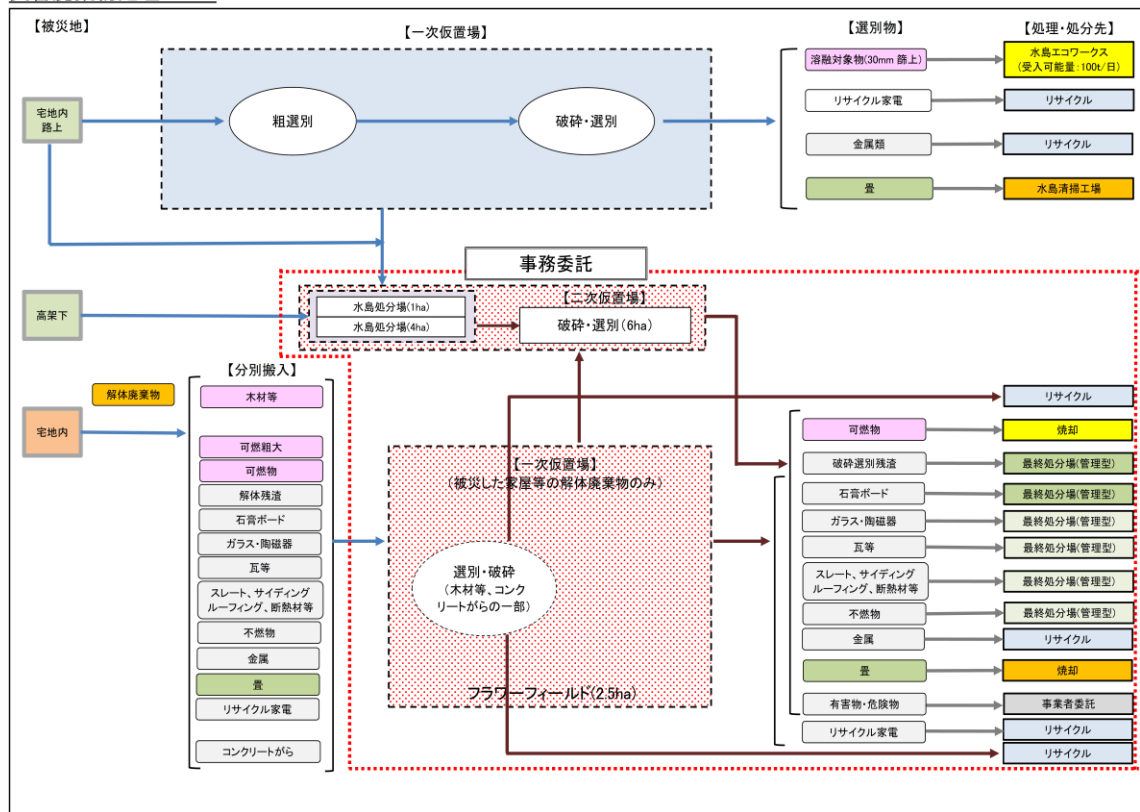 【被災地】
【一次仮置場】
【選別物】
【処理・処分先】
宅地内
路上
粗選別
破砕・選別
溶融対象物(30mm 篩上)
水島エコワークス
(受入可能量:100t/日)
リサイクル家電
リサイクル
金属類
リサイクル
畳
水島清掃工場
事務委託
高架下
【二次仮置場】
水島処分場(1ha)
水島処分場(4ha)
破砕・選別(6ha)
【分別搬入】
解体廃棄物
宅地内
木材等
可燃粗大
可燃物
解体残渣
石膏ボード
ガラス・陶磁器
瓦等
スレート、サイディング
ルーフィング、断熱材等
不燃物
金属
畳
リサイクル家電
コンクリートがら
【一次仮置場】
(被災した家屋等の解体廃棄物のみ)
選別・破砕
(木材等、コンク
リートがらの一部)
フラワーフィールド(2.5ha)
リサイクル
可燃物
焼却
破砕選別残渣
最終処分場(管理型)
石膏ボード
最終処分場(管理型)
ガラス・陶磁器
最終処分場(管理型)
瓦等
最終処分場(管理型)
スレート、サイディング
ルーフィング、断熱材等
最終処分場(管理型)
不燃物
最終処分場(管理型)
金属
リサイクル
畳
焼却
有害物・危険物
事業者委託
リサイクル家電
リサイクル
リサイクル